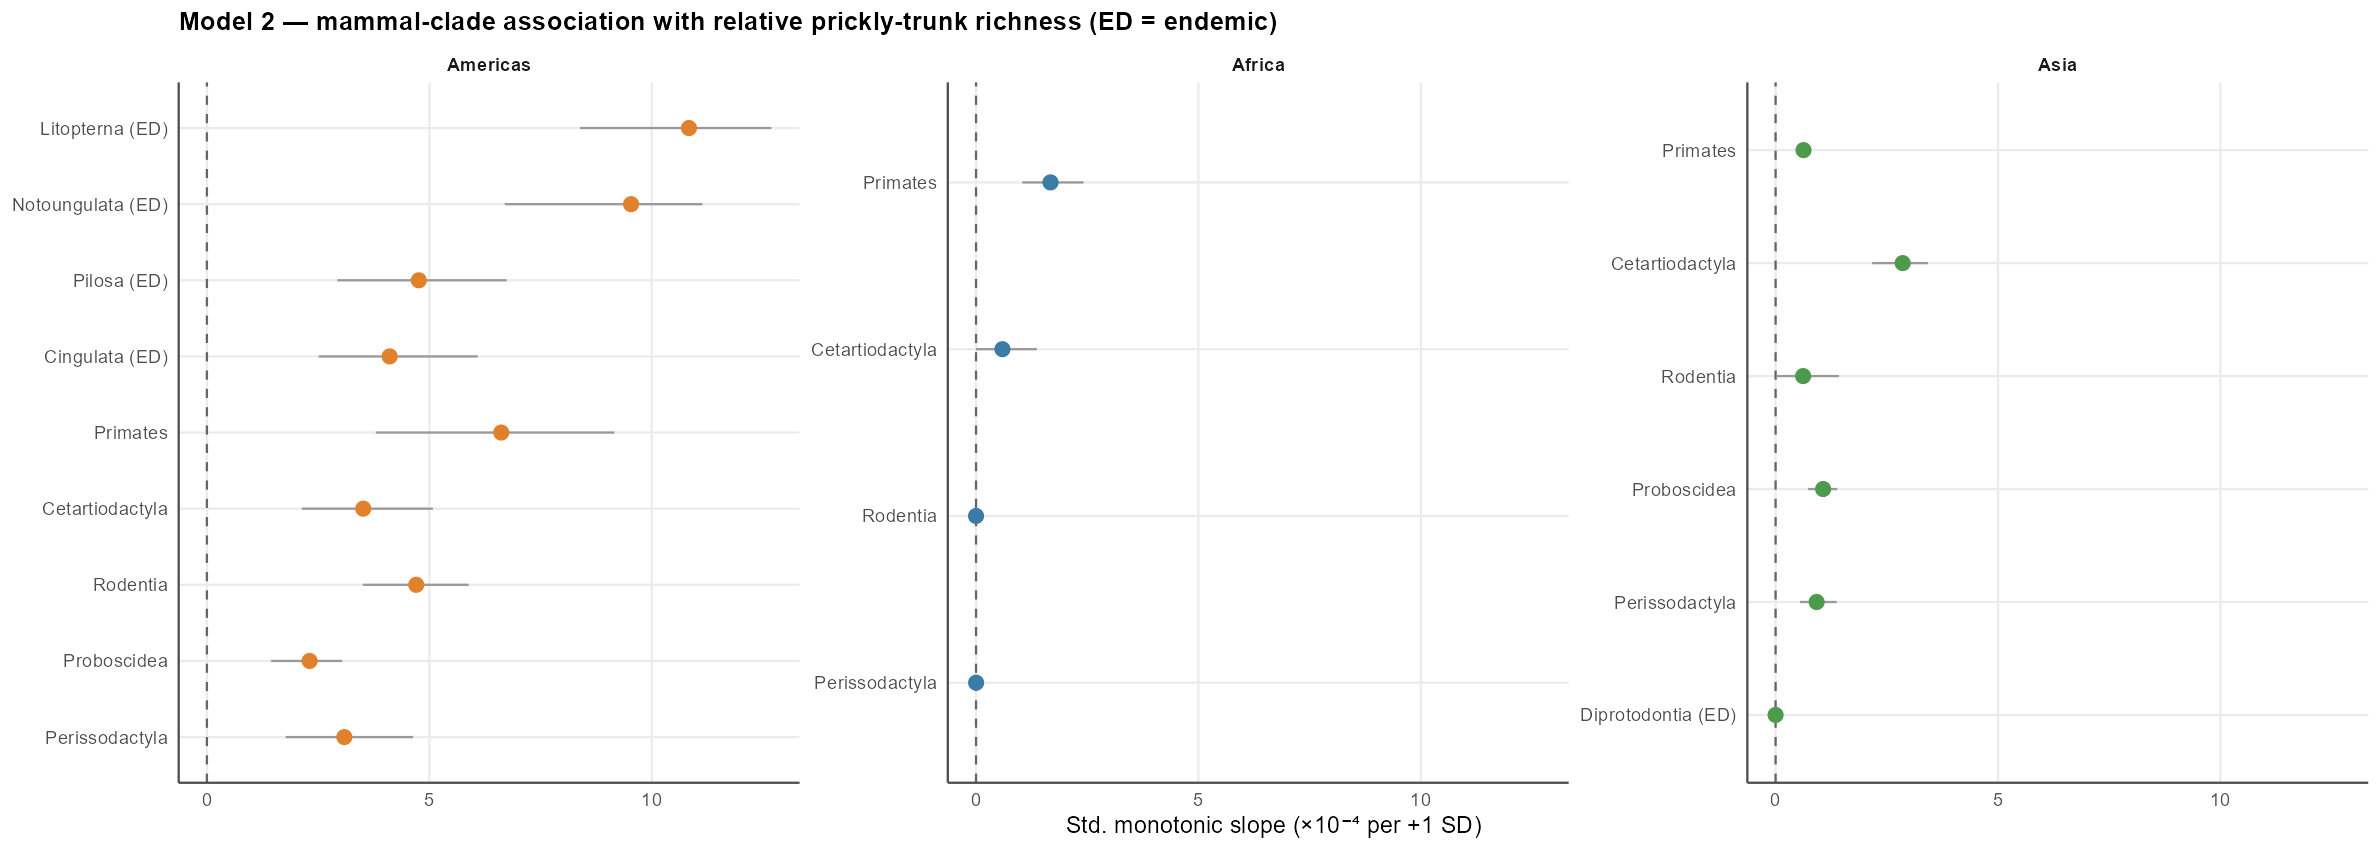 Model 2 — mammal-clade association with relative prickly-trunk richness (ED = endemic)
Americas
Litopterna (ED)
Notoungulata (ED)
Pilosa (ED)
Cingulata (ED)
Primates
Cetartiodactyla
Rodentia
Proboscidea
Perissodactyla
0 5 10
Africa
Primates
Cetartiodactyla
Rodentia
Perissodactyla
0 5 10
Asia
Primates
Cetartiodactyla
Rodentia
Proboscidea
Perissodactyla
Diprotodontia (ED)
0 5 10
Std. monotonic slope (×10⁻⁴ per +1 SD)